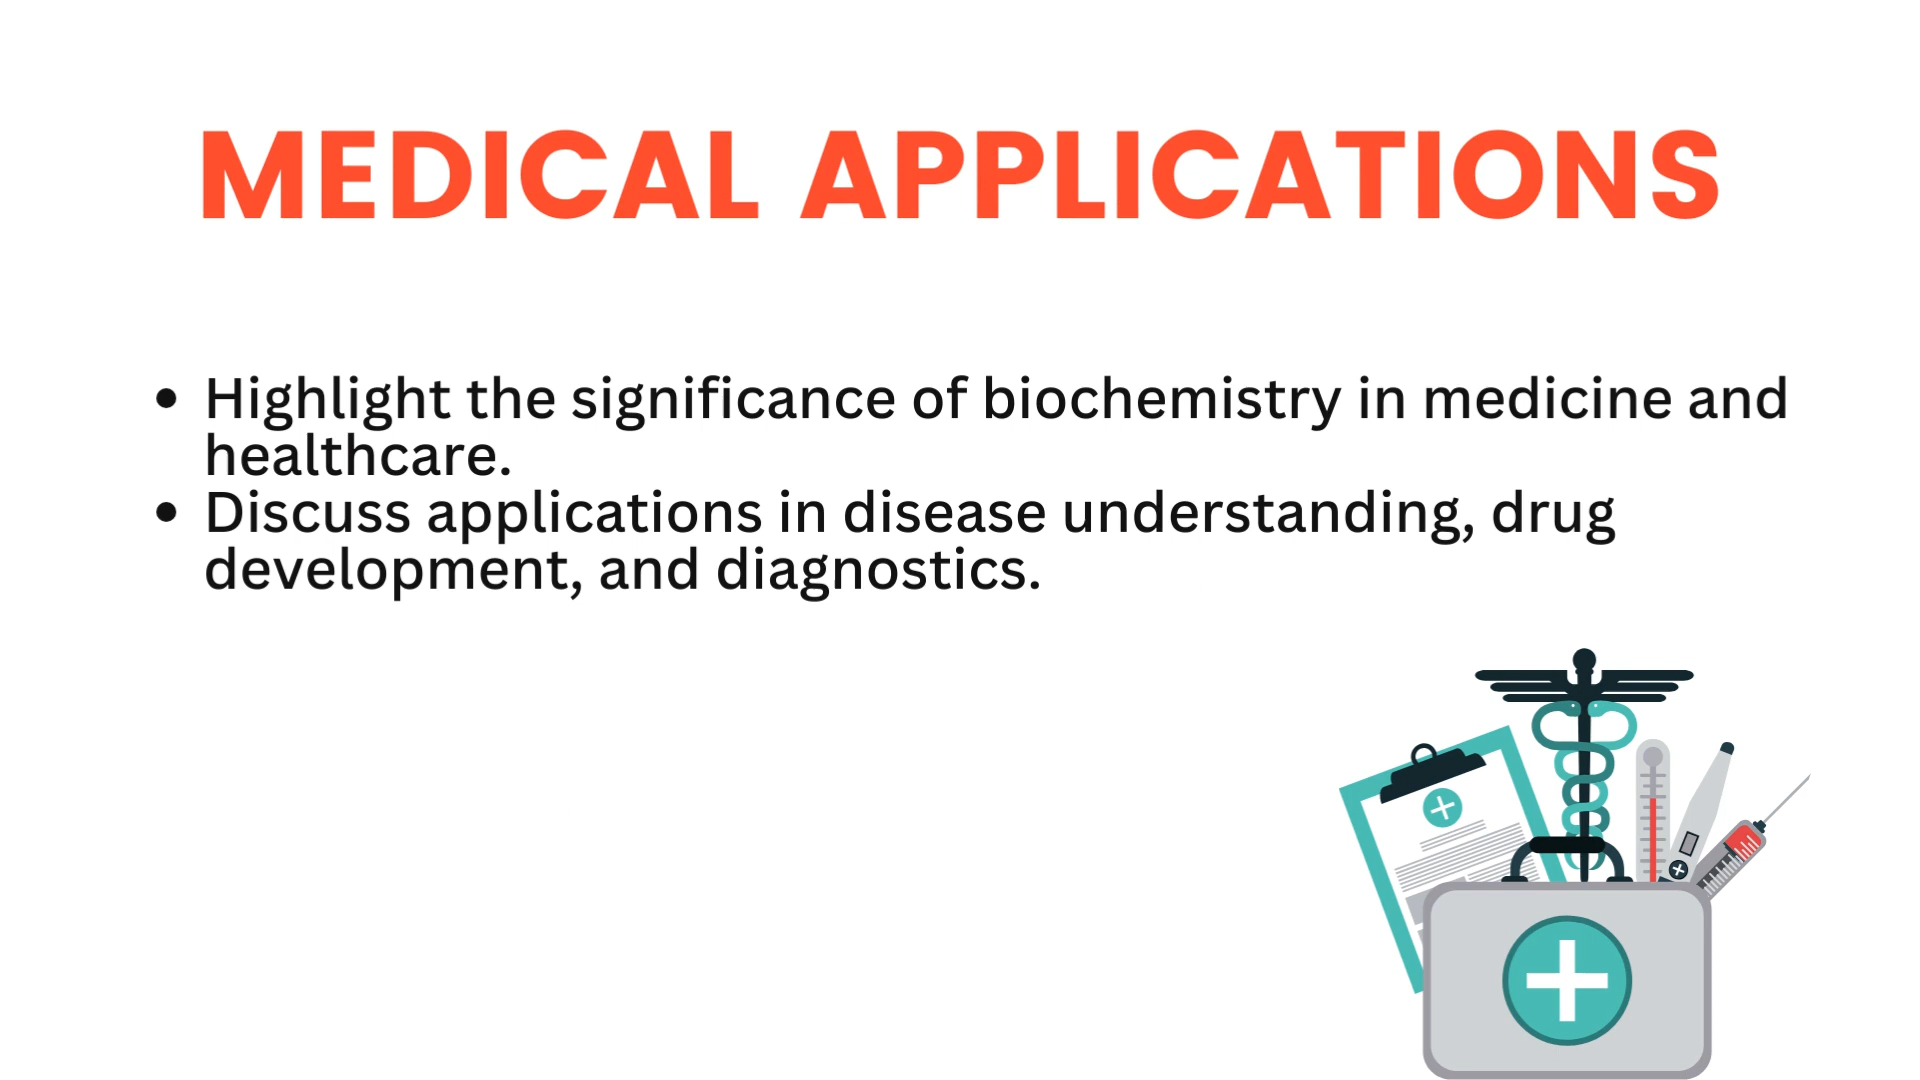 MEDICAL APPLICATIONS
• Highlight the significance of biochemistry in medicine and
healthcare.
• Discuss applications in disease understanding, drug
development, and diagnostics.